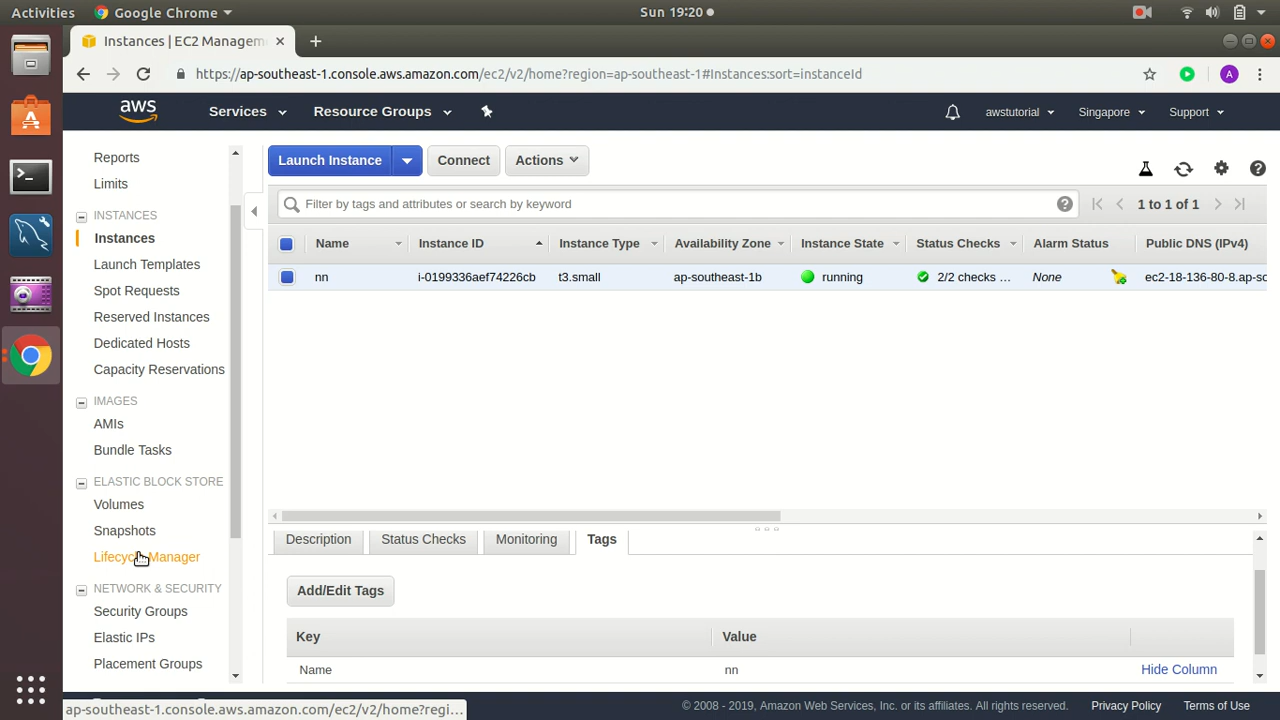 Activities Google Chrome Sun 19:20
Instances | EC2 Managem
https://ap-southeast-1.console.aws.amazon.com/ec2/v2/home?region=ap-southeast-1#Instances:sort=instanceId
A
aws Services Resource Groups awstutorial Singapore Support
Reports
Limits
INSTANCES
Instances
Launch Templates
Spot Requests
Reserved Instances
Dedicated Hosts
Capacity Reservations
IMAGES
AMIs
Bundle Tasks
ELASTIC BLOCK STORE
Volumes
Snapshots
Lifecycle Manager
NETWORK & SECURITY
Security Groups
Elastic IPs
Placement Groups
Launch Instance Connect Actions
Filter by tags and attributes or search by keyword
1 to 1 of 1
Name Instance ID Instance Type Availability Zone Instance State Status Checks Alarm Status Public DNS (IPv4)
nn i-0199336aef74226cb t3.small ap-southeast-1b running 2/2 checks ... None ec2-18-136-80-8.ap-sc
Description Status Checks Monitoring Tags
Add/Edit Tags
Key Value
Name nn Hide Column
ap-southeast-1.console.aws.amazon.com/ec2/v2/home?regi...
© 2008 - 2019, Amazon Web Services, Inc. or its affiliates. All rights reserved. Privacy Policy Terms of Use